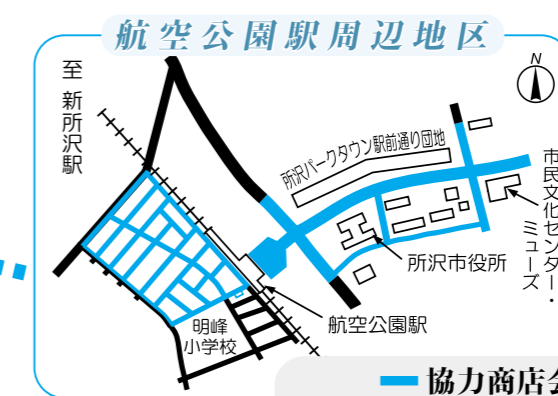 航空公園駅周辺地区
至 新所沢駅
N
所沢パークタウン駅前通り団地
市民文化センター・
ミューズ
所沢市役所
航空公園駅
明峰
小学校
協力商店会